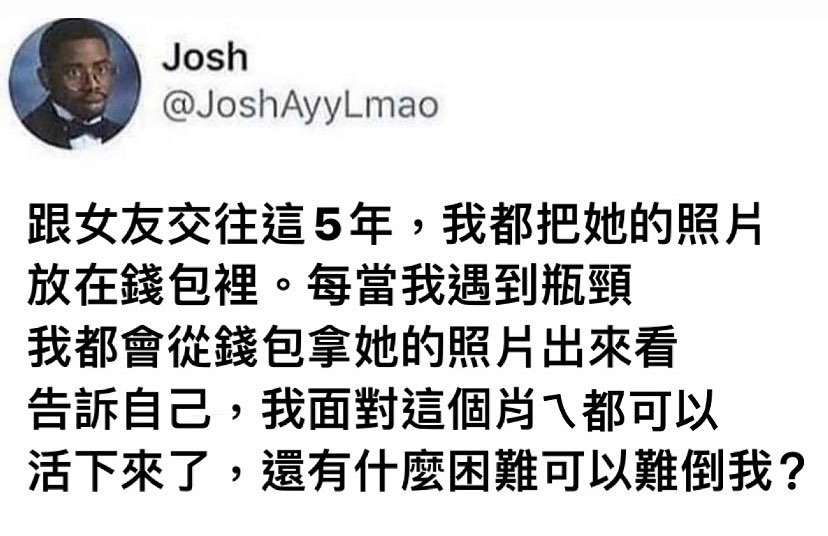 Josh
@JoshAyyLmao
跟女友交往這5年，我都把她的照片
放在錢包裡。每當我遇到瓶頸
我都會從錢包拿她的照片出來看
告訴自己，我面對這個肖ㄟ都可以
活下來了，還有什麼困難可以難倒我？